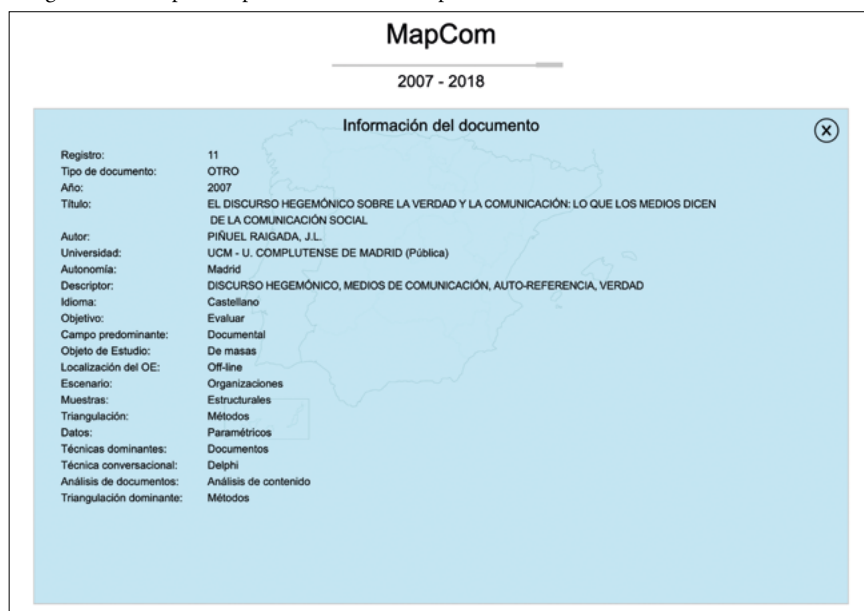 MapCom
2007 - 2018
Información del documento
Registro: 11
Tipo de documento: OTRO
Año: 2007
Título: EL DISCURSO HEGEMÓNICO SOBRE LA VERDAD Y LA COMUNICACIÓN: LO QUE LOS MEDIOS DICEN
DE LA COMUNICACIÓN SOCIAL
Autor: PIÑUEL RAIGADA, J.L.
Universidad: UCM - U. COMPLUTENSE DE MADRID (Pública)
Autonomía: Madrid
Descriptor: DISCURSO HEGEMÓNICO, MEDIOS DE COMUNICACIÓN, AUTO-REFERENCIA, VERDAD
Idioma: Castellano
Objetivo: Evaluar
Campo predominante: Documental
Objeto de Estudio: De masas
Localización del OE: Off-line
Escenario: Organizaciones
Muestras: Estructurales
Triangulación: Métodos
Datos: Paramétricos
Técnicas dominantes: Documentos
Técnica conversacional: Delphi
Análisis de documentos: Análisis de contenido
Triangulación dominante: Métodos